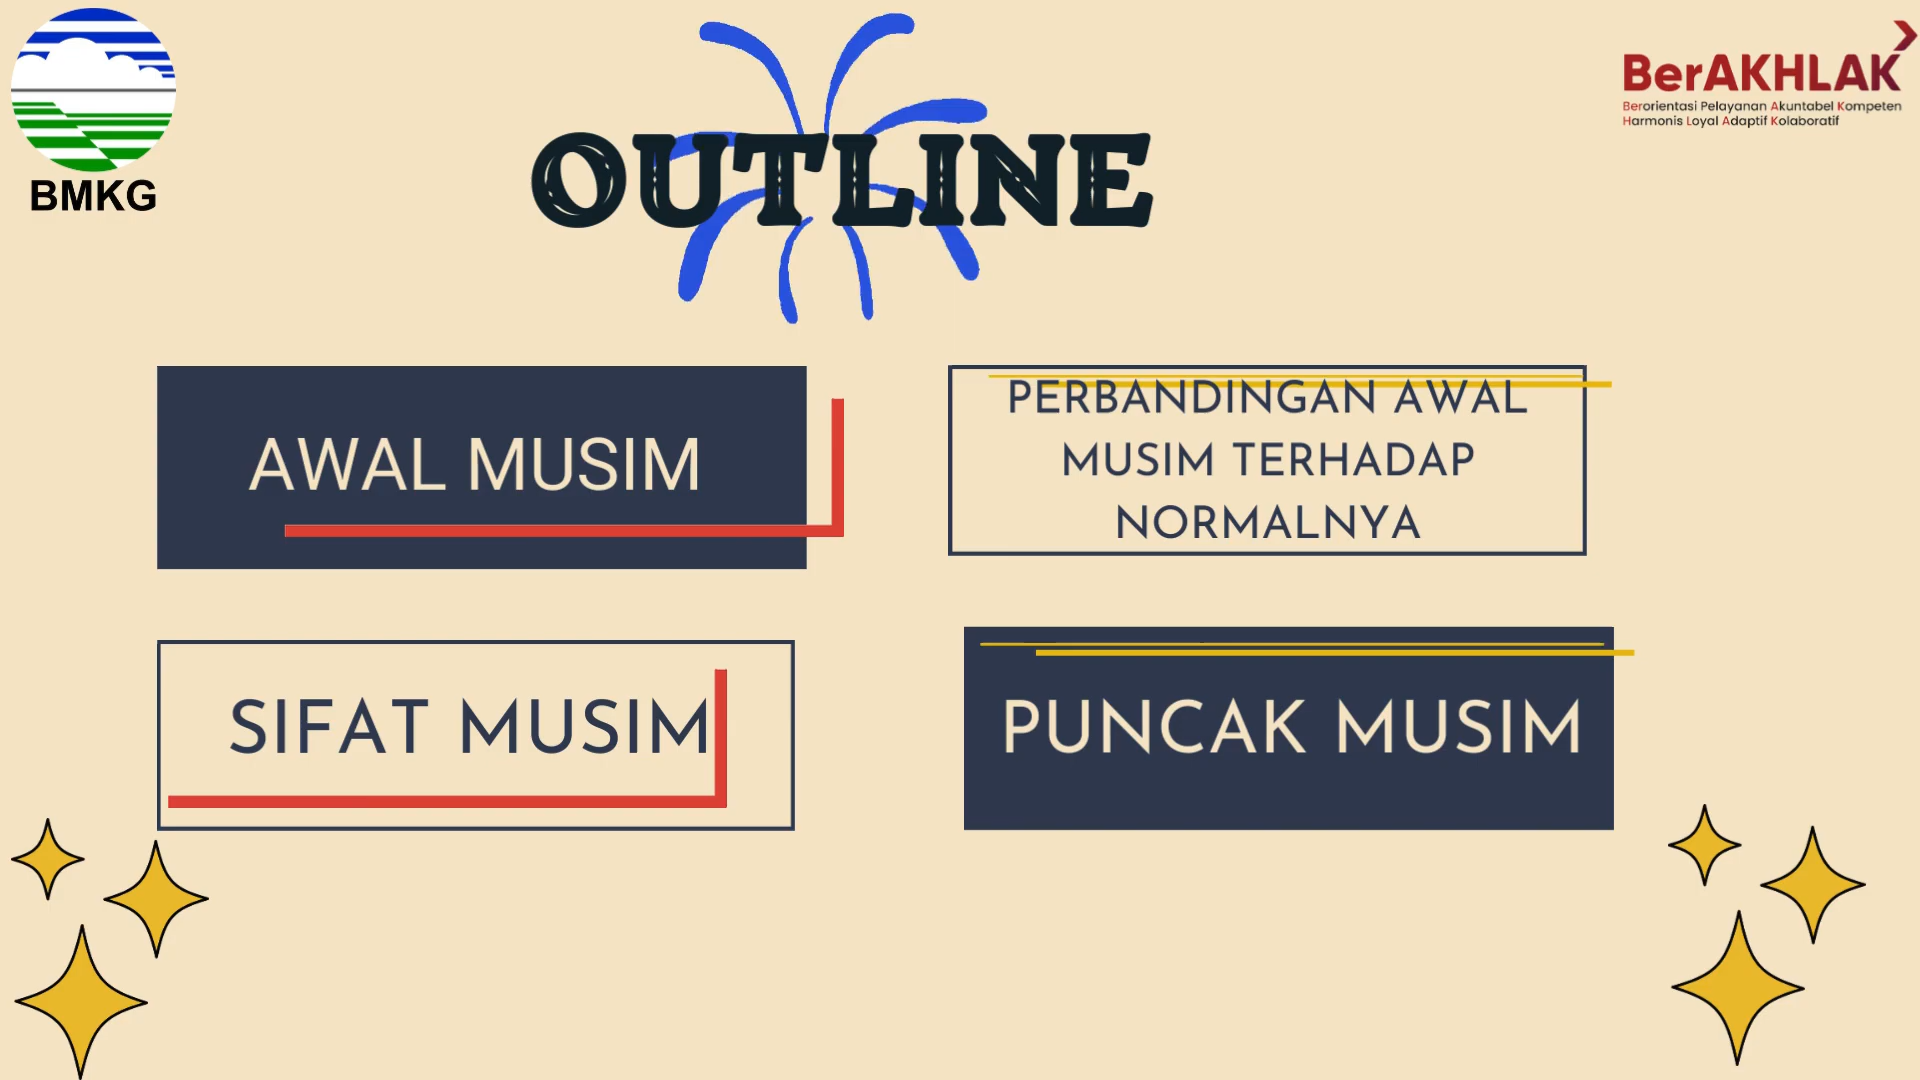 BMKG
BerAKHLAK
Berorientasi Pelayanan Akuntabel Kompeten
Harmonis Loyal Adaptif Kolaboratif
OUTLINE
AWAL MUSIM
PERBANDINGAN AWAL
MUSIM TERHADAP
NORMALNYA
SIFAT MUSIM
PUNCAK MUSIM